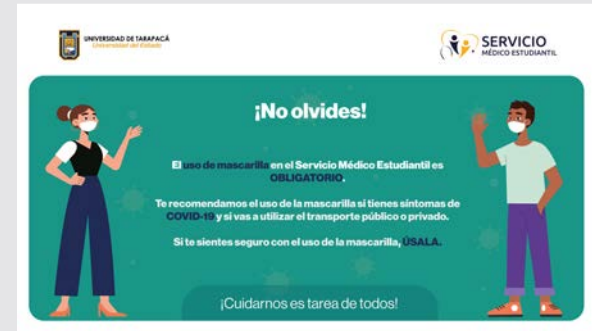 UNIVERSIDAD DE TARAPACÁ
Universidad del Estado
SERVICIO
MÉDICO ESTUDIANTIL
¡No olvides!
El uso de mascarilla en el Servicio Médico Estudiantil es
OBLIGATORIO.
Te recomendamos el uso de la mascarilla si tienes síntomas de
COVID-19 y si vas a utilizar el transporte público o privado.
Si te sientes seguro con el uso de la mascarilla, ÚSALA.
¡Cuidarnos es tarea de todos!